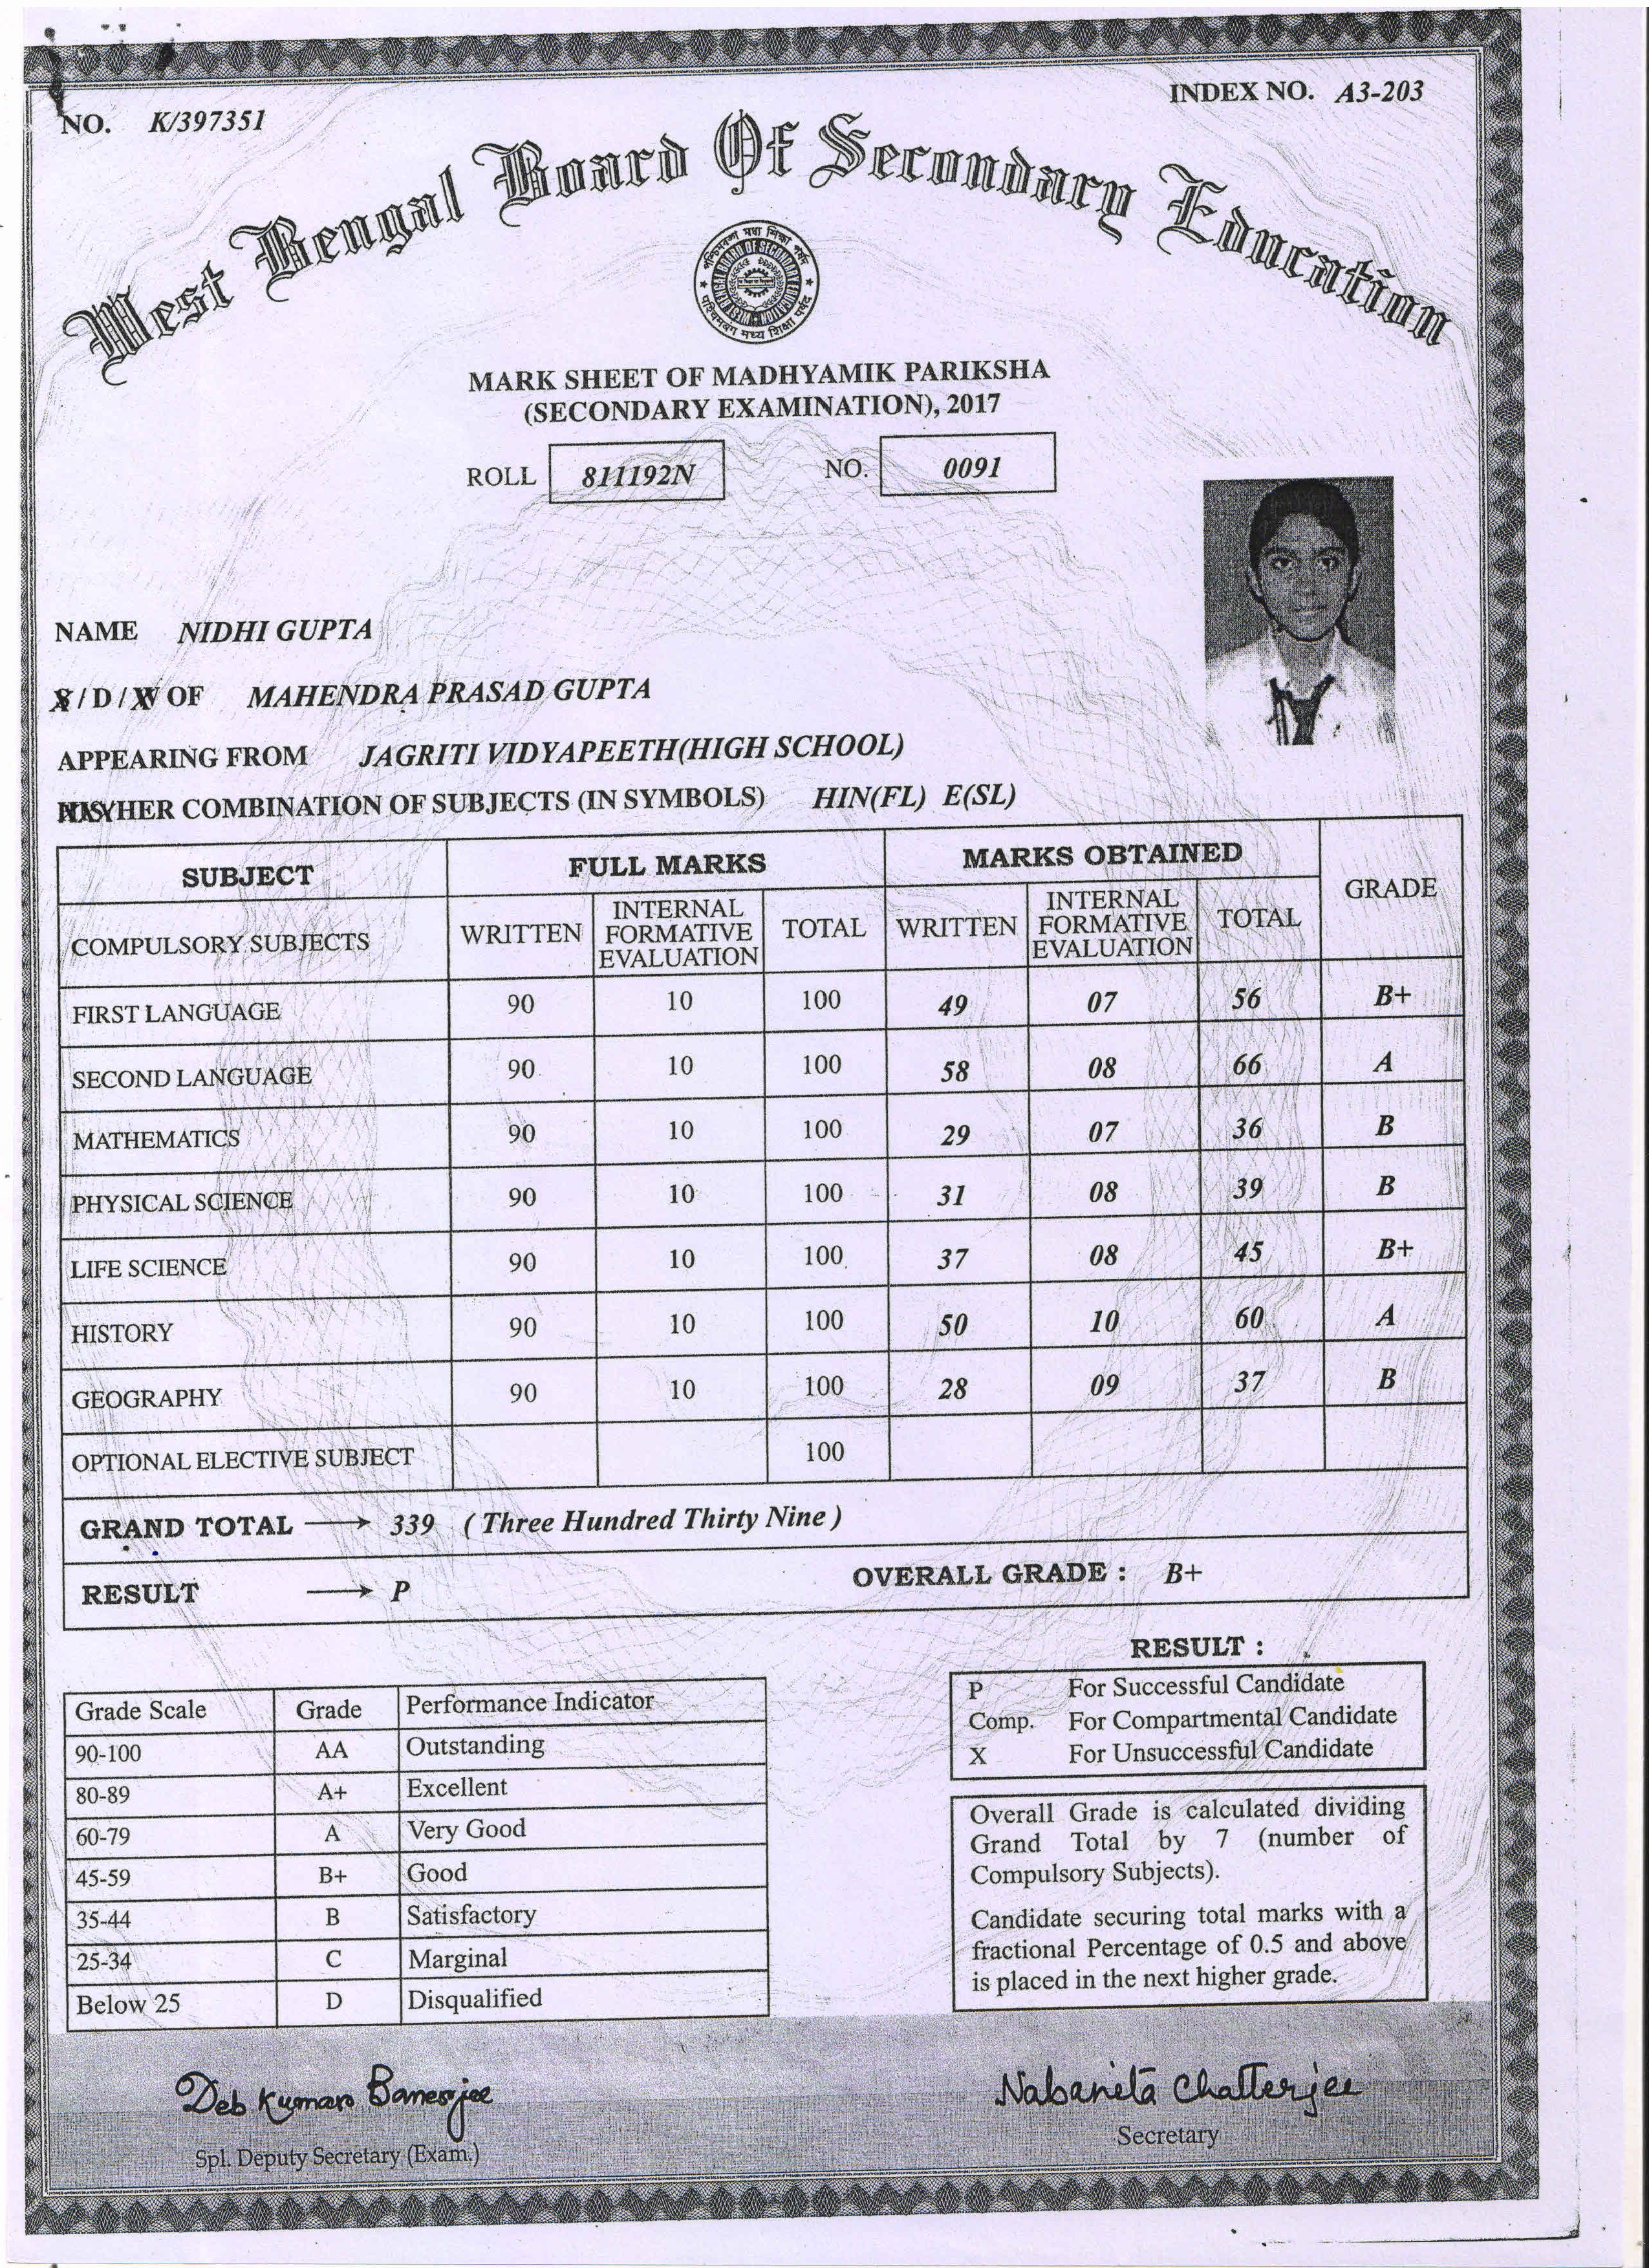 NO. K/397351
INDEX NO. A3-203
West Bengal Board Of Secondary Education
MARK SHEET OF MADHYAMIK PARIKSHA
(SECONDARY EXAMINATION), 2017
ROLL 811192N NO. 0091
NAME NIDHI GUPTA
S/D/W OF MAHENDRA PRASAD GUPTA
APPEARING FROM JAGRITI VIDYAPEETH(HIGH SCHOOL)
HIS/HER COMBINATION OF SUBJECTS (IN SYMBOLS) HIN(FL) E(SL)
SUBJECT FULL MARKS MARKS OBTAINED GRADE
COMPULSORY SUBJECTS WRITTEN INTERNAL FORMATIVE EVALUATION TOTAL WRITTEN INTERNAL FORMATIVE EVALUATION TOTAL
FIRST LANGUAGE 90 10 100 49 07 56 B+
SECOND LANGUAGE 90 10 100 58 08 66 A
MATHEMATICS 90 10 100 29 07 36 B
PHYSICAL SCIENCE 90 10 100 31 08 39 B
LIFE SCIENCE 90 10 100 37 08 45 B+
HISTORY 90 10 100 50 10 60 A
GEOGRAPHY 90 10 100 28 09 37 B
OPTIONAL ELECTIVE SUBJECT 100
GRAND TOTAL → 339 ( Three Hundred Thirty Nine )
RESULT → P OVERALL GRADE : B+
Grade Scale Grade Performance Indicator
90-100 AA Outstanding
80-89 A+ Excellent
60-79 A Very Good
45-59 B+ Good
35-44 B Satisfactory
25-34 C Marginal
Below 25 D Disqualified
RESULT :
P For Successful Candidate
Comp. For Compartmental Candidate
X For Unsuccessful Candidate
Overall Grade is calculated dividing
Grand Total by 7 (number of
Compulsory Subjects).
Candidate securing total marks with a
fractional Percentage of 0.5 and above
is placed in the next higher grade.
Deb Kumar Banerjee
Spl. Deputy Secretary (Exam.)
Nabanita Chatterjee
Secretary